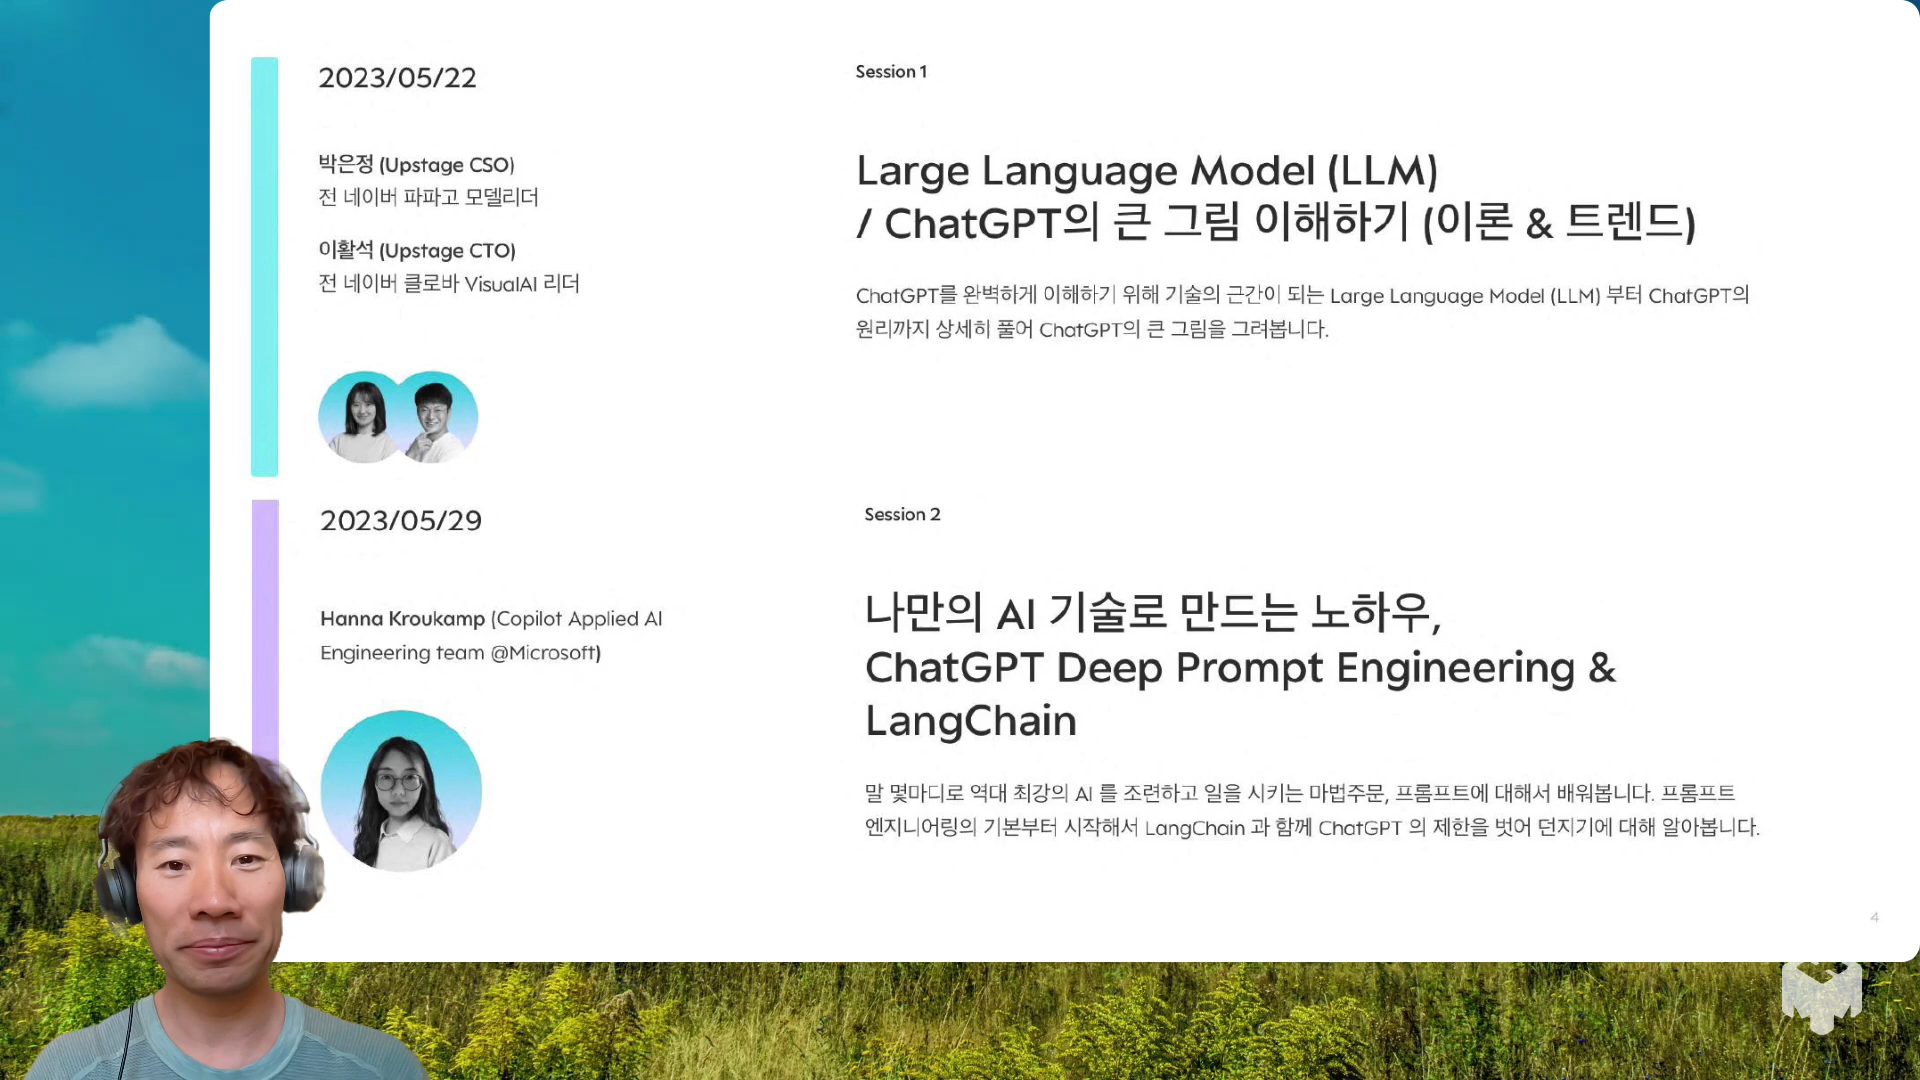 2023/05/22
박은정 (Upstage CSO)
전 네이버 파파고 모델리더
이활석 (Upstage CTO)
전 네이버 클로바 VisualAI 리더
Session 1
Large Language Model (LLM)
/ ChatGPT의 큰 그림 이해하기 (이론 & 트렌드)
ChatGPT를 완벽하게 이해하기 위해 기술의 근간이 되는 Large Language Model (LLM) 부터 ChatGPT의
원리까지 상세히 풀어 ChatGPT의 큰 그림을 그려봅니다.
2023/05/29
Hanna Kroukamp (Copilot Applied AI
Engineering team @Microsoft)
Session 2
나만의 AI 기술로 만드는 노하우,
ChatGPT Deep Prompt Engineering &
LangChain
말 몇마디로 역대 최강의 AI 를 조련하고 일을 시키는 마법주문, 프롬프트에 대해서 배워봅니다. 프롬프트
엔지니어링의 기본부터 시작해서 LangChain 과 함께 ChatGPT 의 제한을 벗어 던지기에 대해 알아봅니다.
4